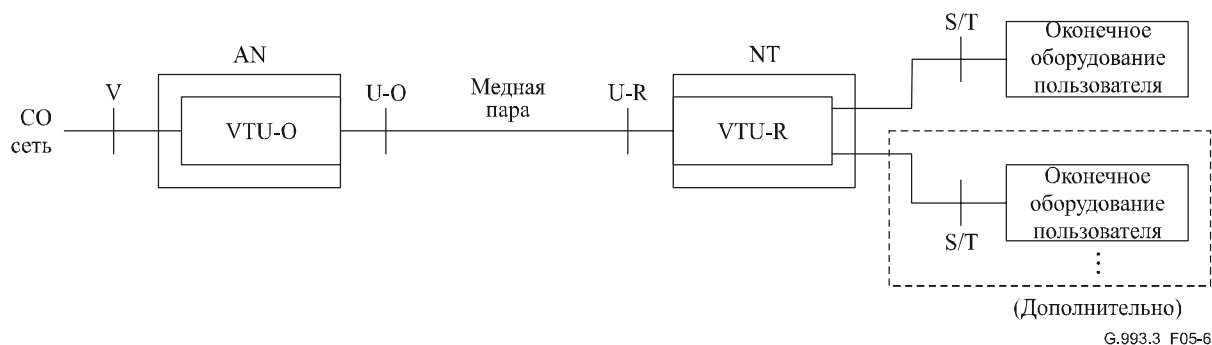 AN
NT
S/T
Оконечное
оборудование
пользователя
V
U-O
Медная
пара
U-R
CO
сеть
VTU-O
VTU-R
Оконечное
оборудование
пользователя
S/T
(Дополнительно)
G.993.3 F05-6